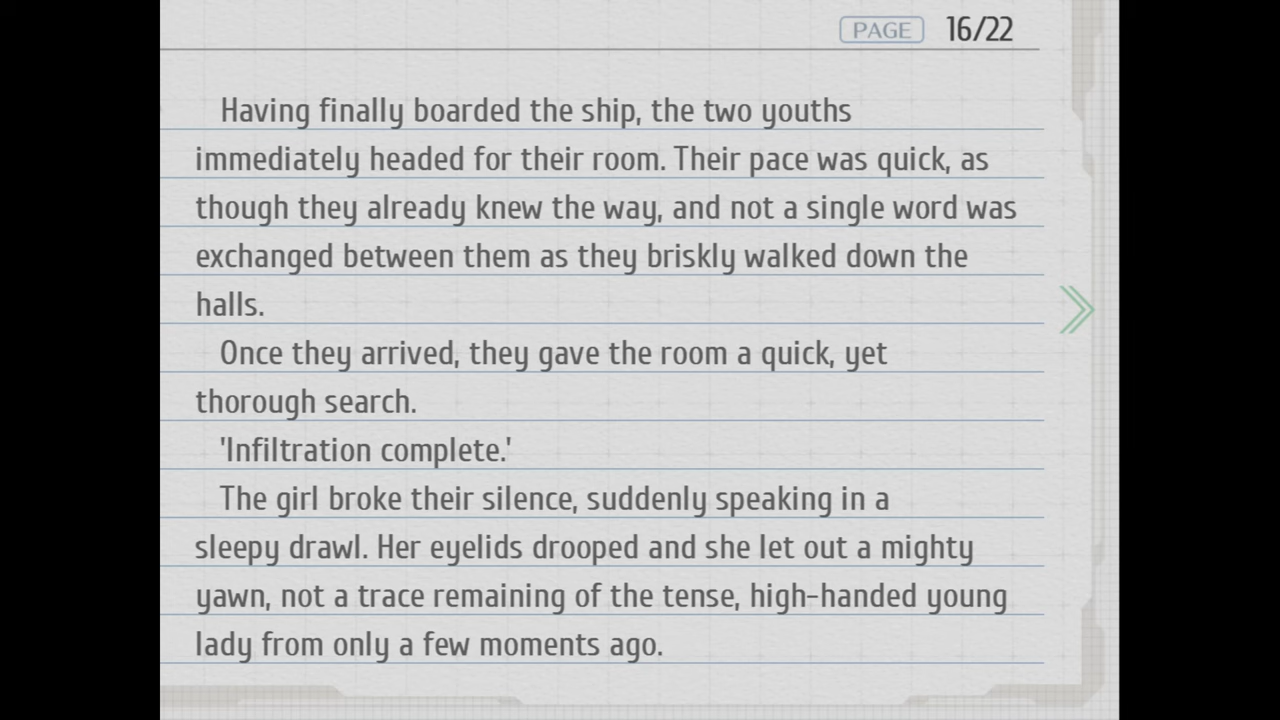 PAGE 16/22
Having finally boarded the ship, the two youths
immediately headed for their room. Their pace was quick, as
though they already knew the way, and not a single word was
exchanged between them as they briskly walked down the
halls.
Once they arrived, they gave the room a quick, yet
thorough search.
'Infiltration complete.'
The girl broke their silence, suddenly speaking in a
sleepy drawl. Her eyelids drooped and she let out a mighty
yawn, not a trace remaining of the tense, high-handed young
lady from only a few moments ago.